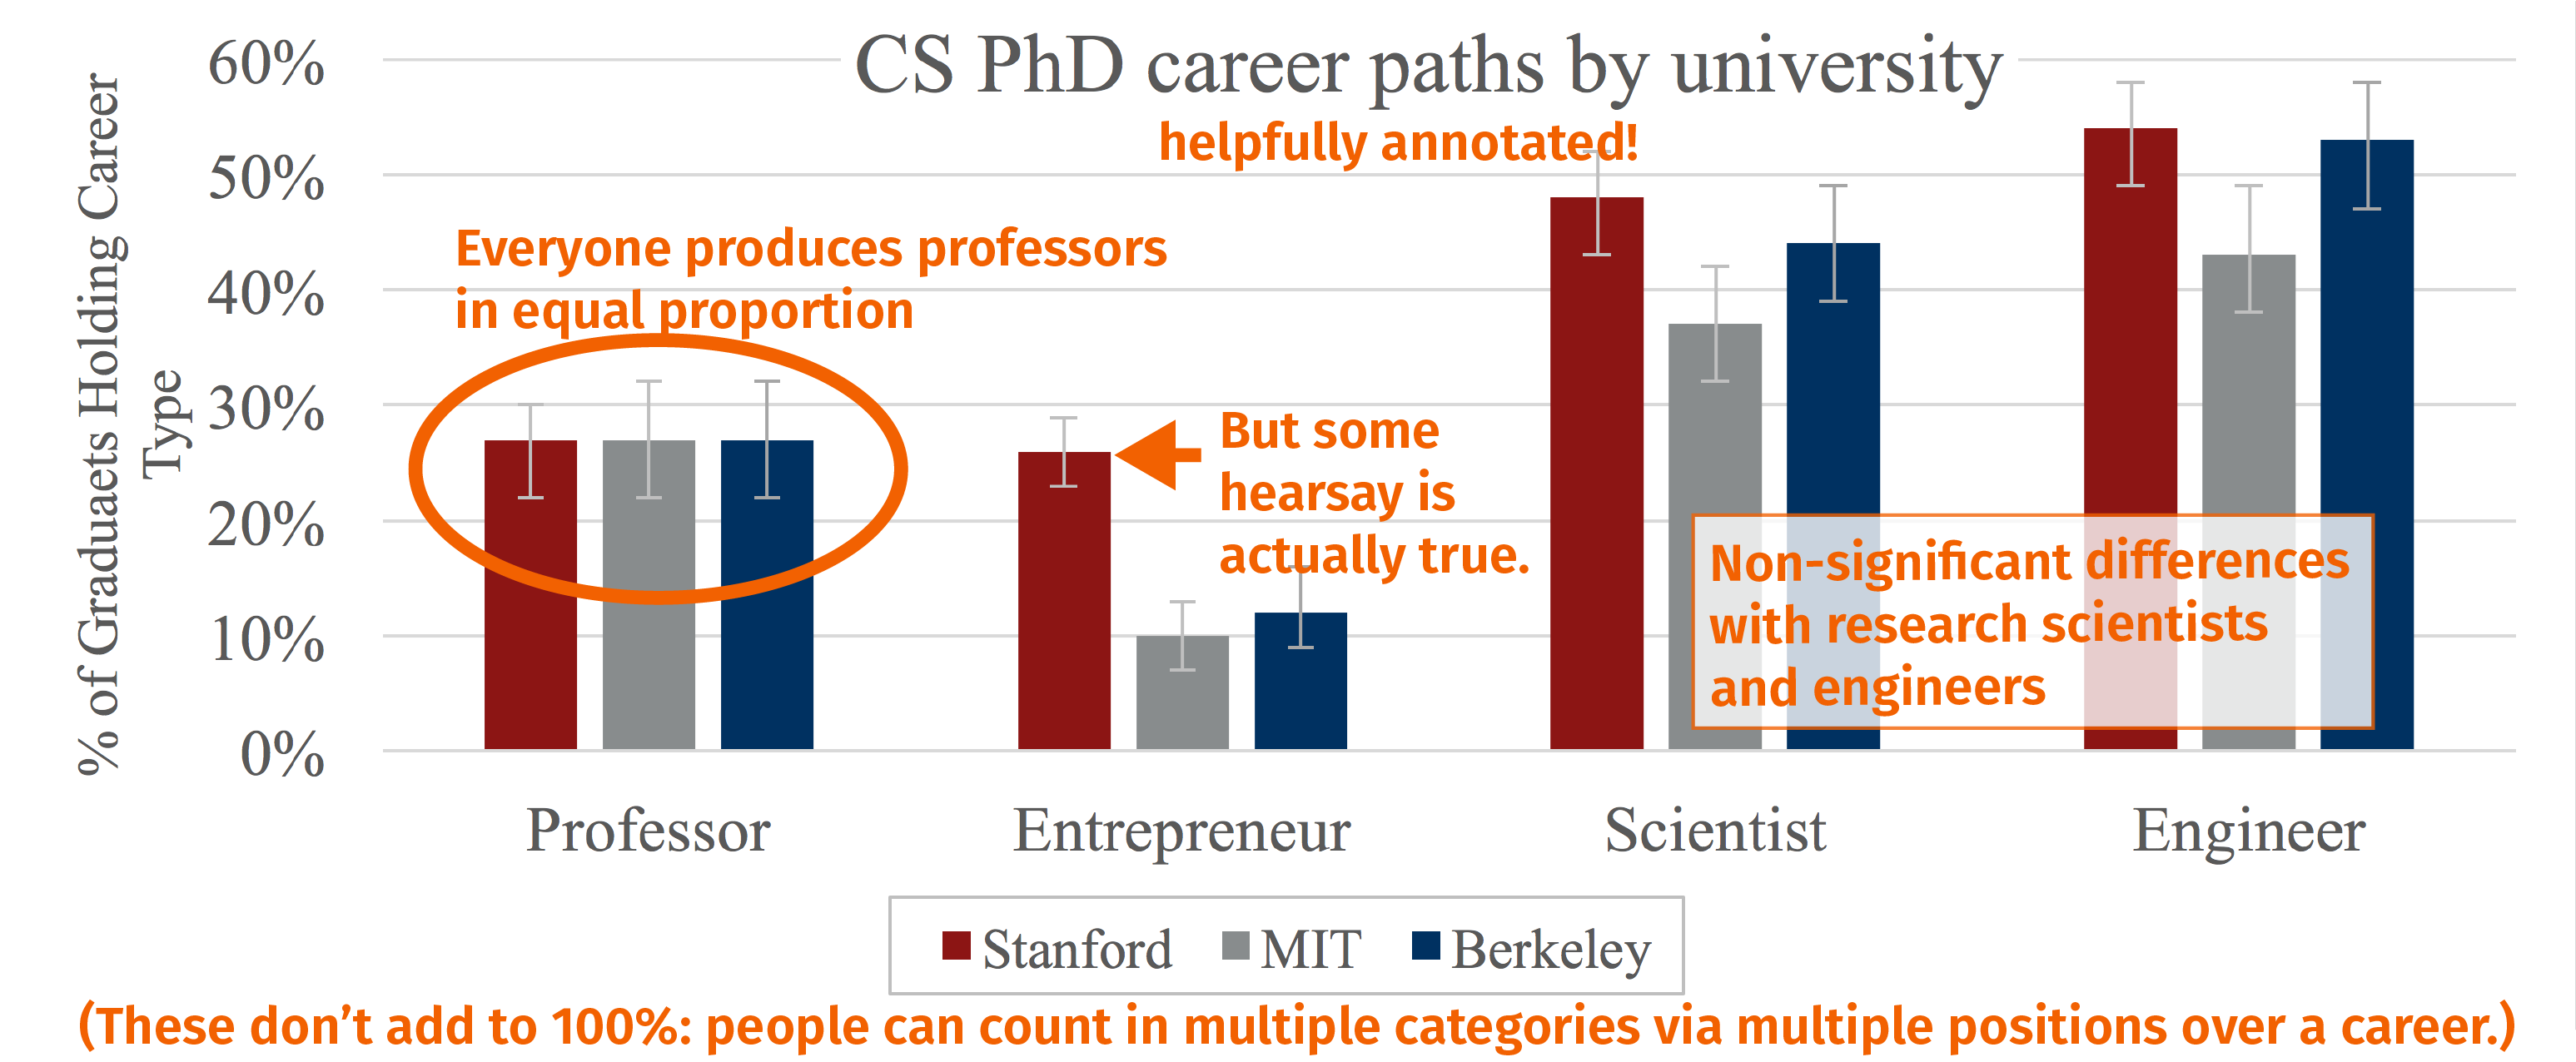 CS PhD career paths by university
helpfully annotated!
% of Graduaets Holding Career
Type
60%
50%
40%
30%
20%
10%
0%
Everyone produces professors
in equal proportion
But some
hearsay is
actually true.
Non-significant differences
with research scientists
and engineers
Professor
Entrepreneur
Scientist
Engineer
Stanford
MIT
Berkeley
(These don’t add to 100%: people can count in multiple categories via multiple positions over a career.)